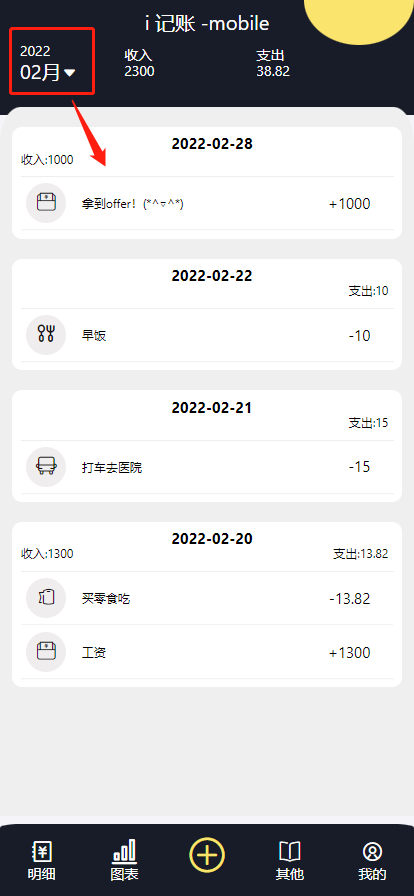 i 记账 -mobile
2022
02月
收入
2300
支出
38.82
2022-02-28
收入:1000
拿到offer！(*^▽^*)
+1000
2022-02-22
支出:10
早饭
-10
2022-02-21
支出:15
打车去医院
-15
2022-02-20
收入:1300
支出:13.82
买零食吃
-13.82
工资
+1300
明细
图表
其他
我的